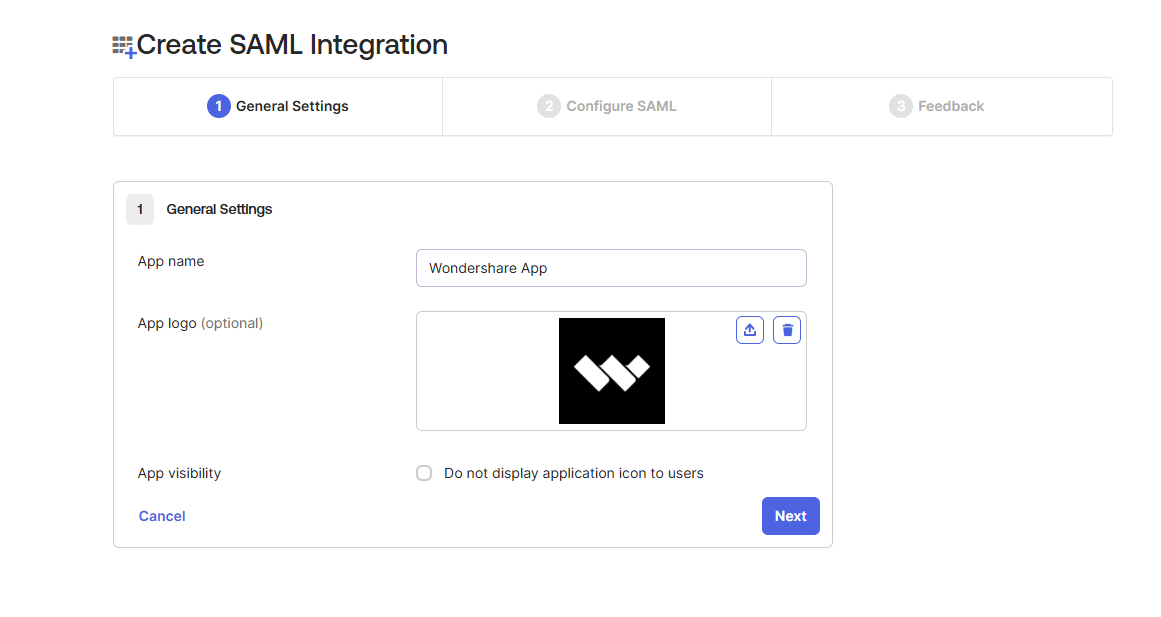 Create SAML Integration
1 General Settings
2 Configure SAML
3 Feedback
1 General Settings
App name
Wondershare App
App logo (optional)
App visibility
Do not display application icon to users
Cancel
Next